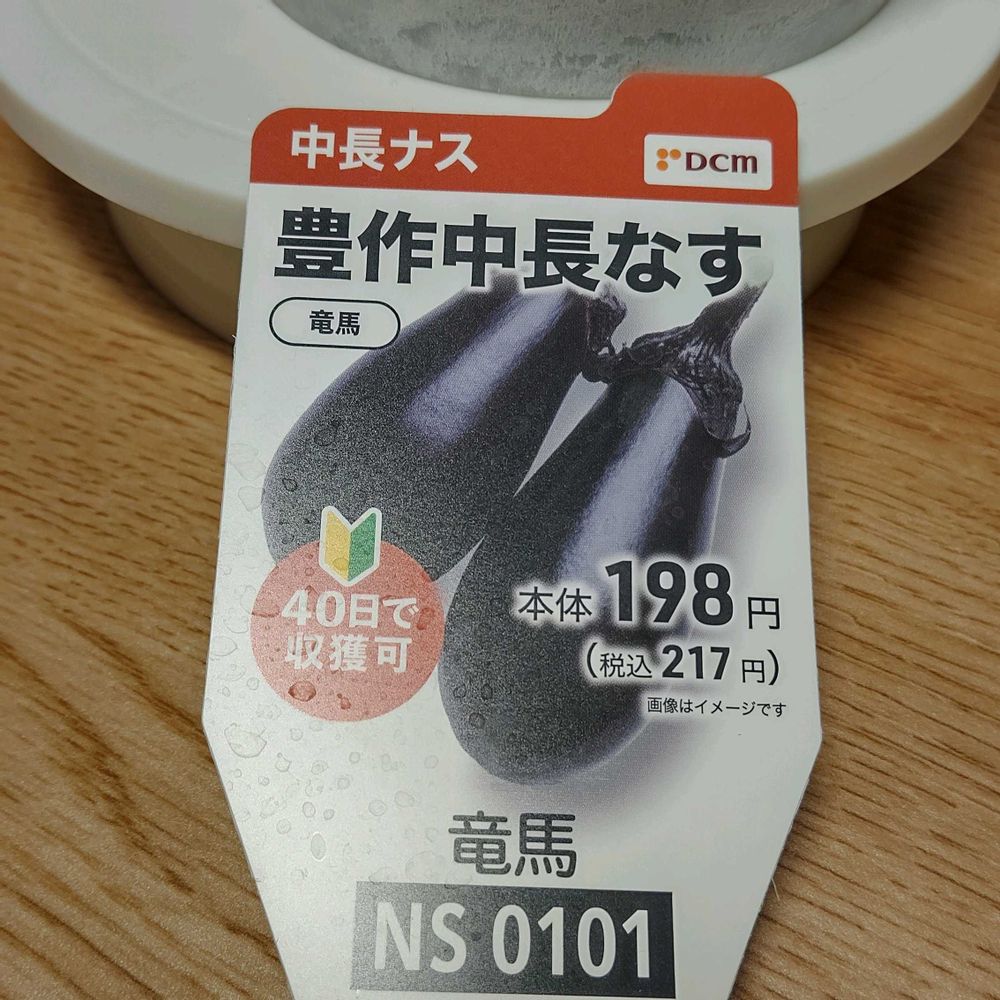 中長ナス
DCM
豊作中長なす
竜馬
40日で
収獲可
本体 198 円
(税込 217 円)
画像はイメージです
竜馬
NS 0101